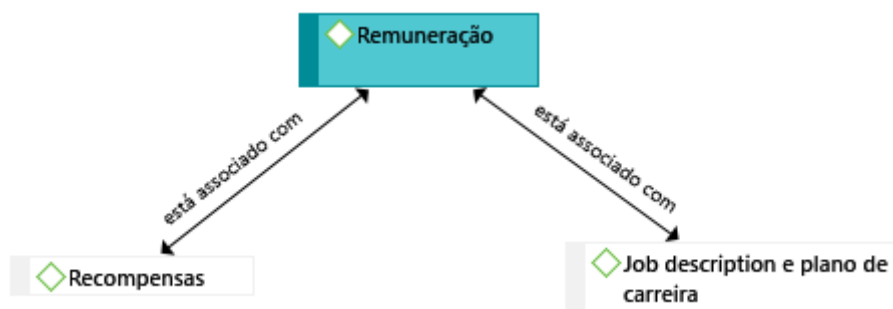 Remuneração
está associado com
está associado com
Recompensas
Job description e plano de
carreira